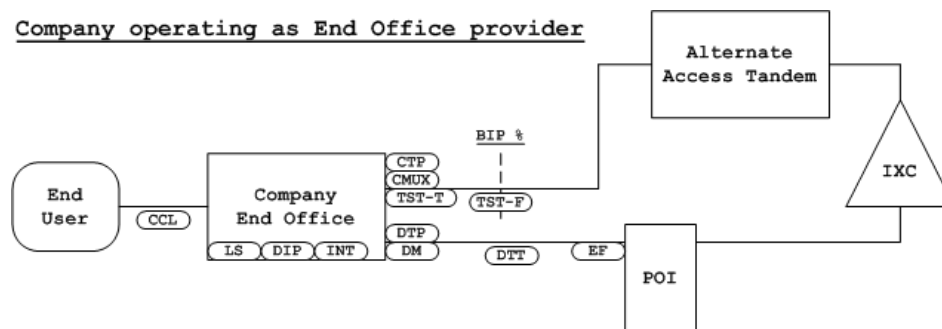 Company operating as End Office provider
Alternate
Access Tandem
BIP %
CTP
CMUX
TST-T
TST-F
IXC
End
User
CCL
Company
End Office
LS DIP INT
DTP
DM
DTT
EF
POI